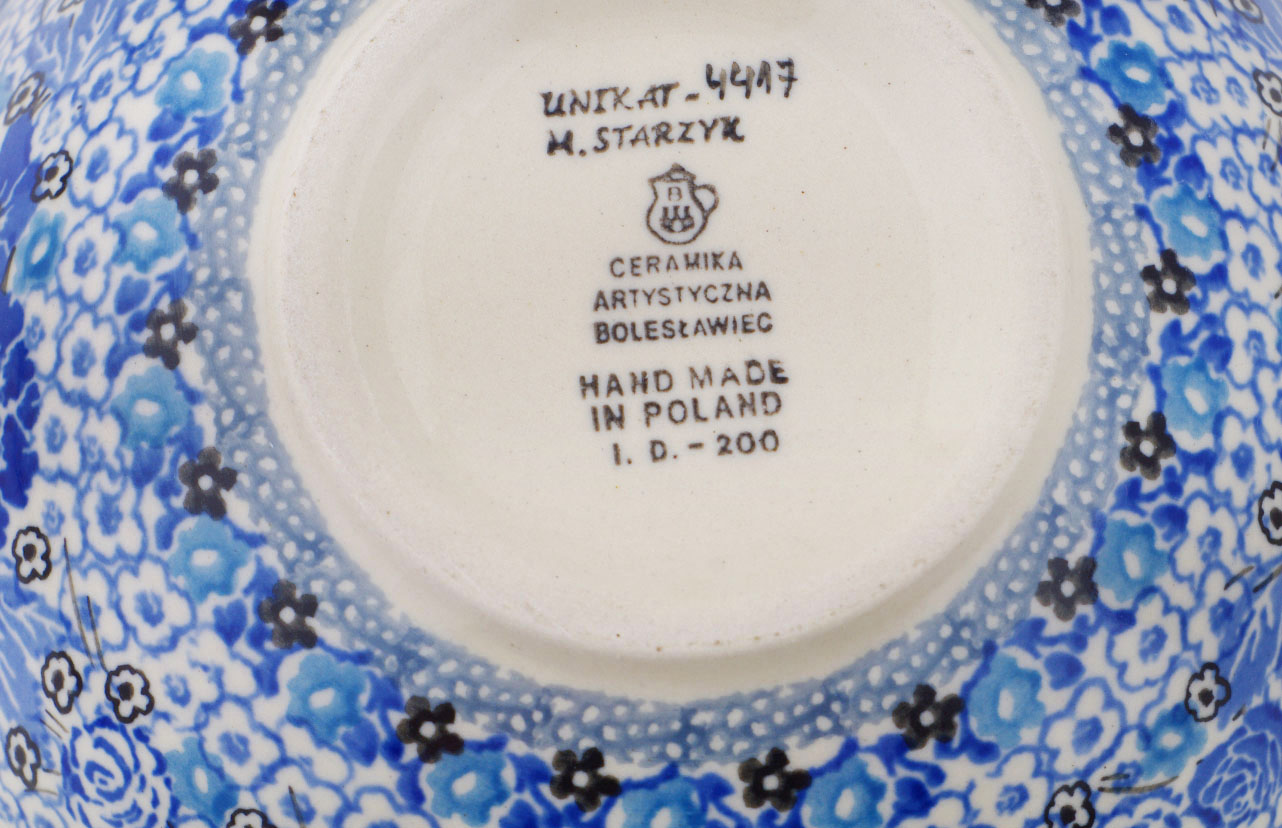 UNIKAT-4417
M. STARZYK
B
CERAMIKA
ARTYSTYCZNA
BOLESŁAWIEC
HAND MADE
IN POLAND
I. D. - 200